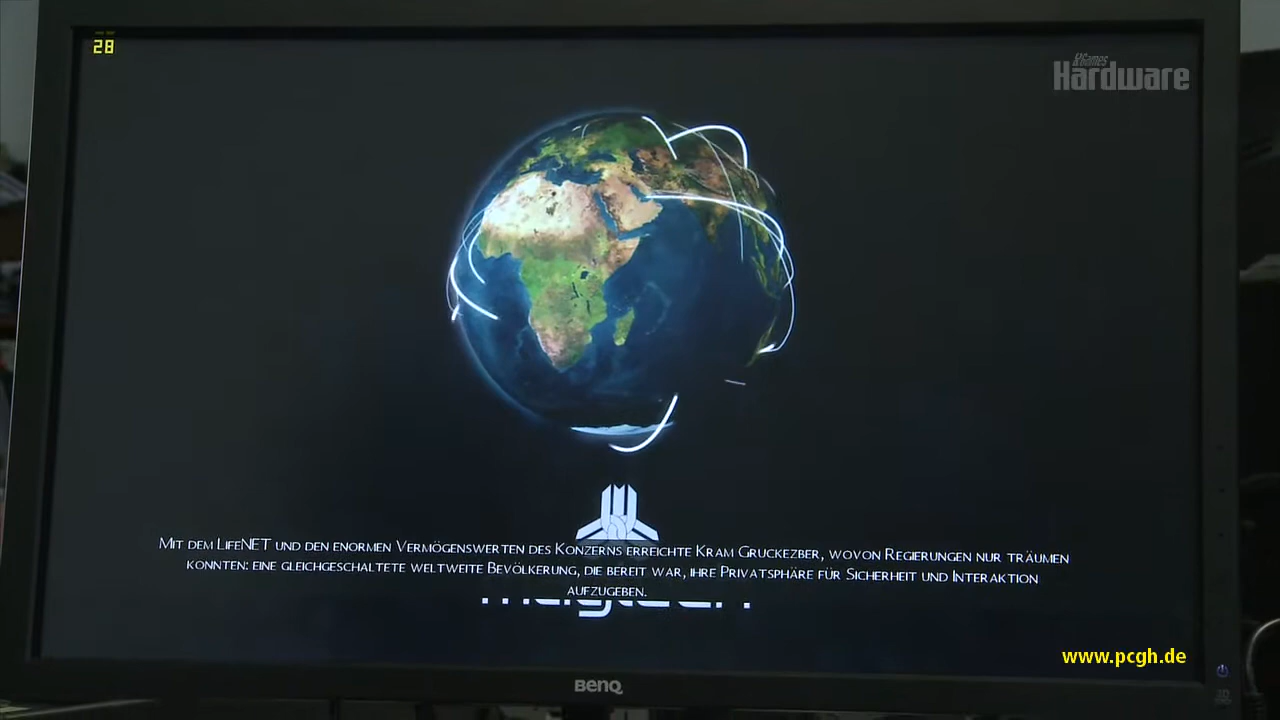 28
PCGames
Hardware
Mit dem LifeNET und den enormen Vermögenswerten des Konzerns erreichte Kram Gruckezber, wovon Regierungen nur träumen
konnten: eine gleichgeschaltete weltweite Bevölkerung, die bereit war, ihre Privatsphäre für Sicherheit und Interaktion
aufzugeben.
www.pcgh.de
BenQ
3D